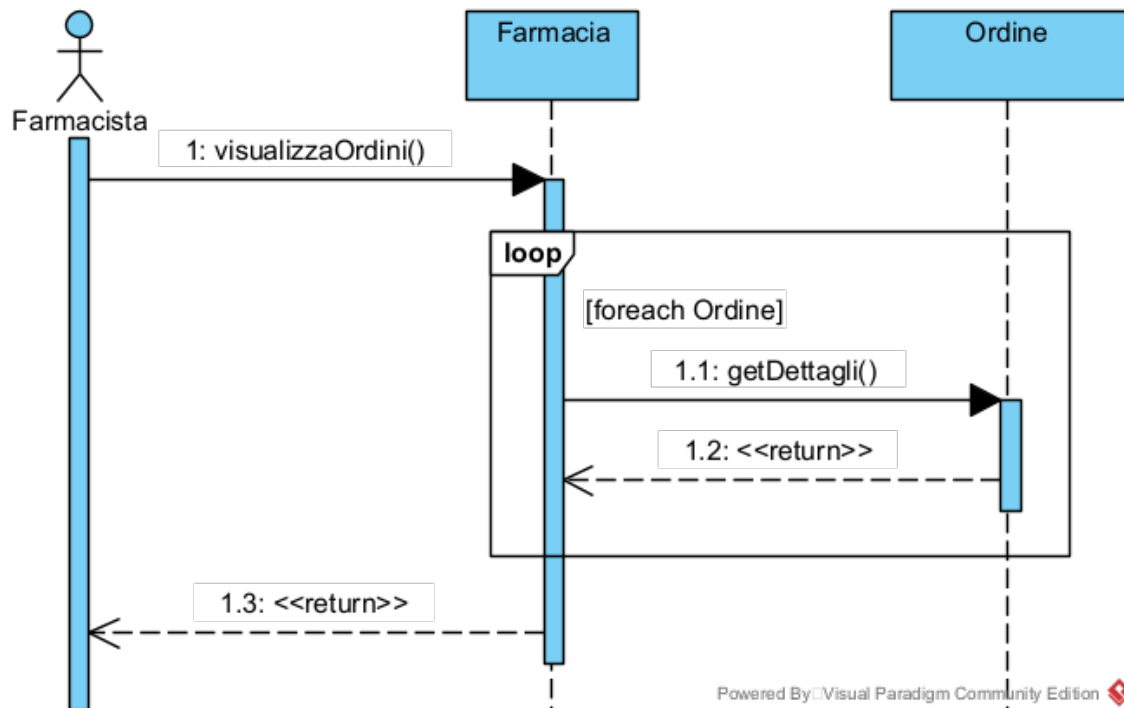 Farmacia
Ordine
Farmacista
1: visualizzaOrdini()
loop
[foreach Ordine]
1.1: getDettagli()
1.2: <<return>>
1.3: <<return>>
Powered By Visual Paradigm Community Edition